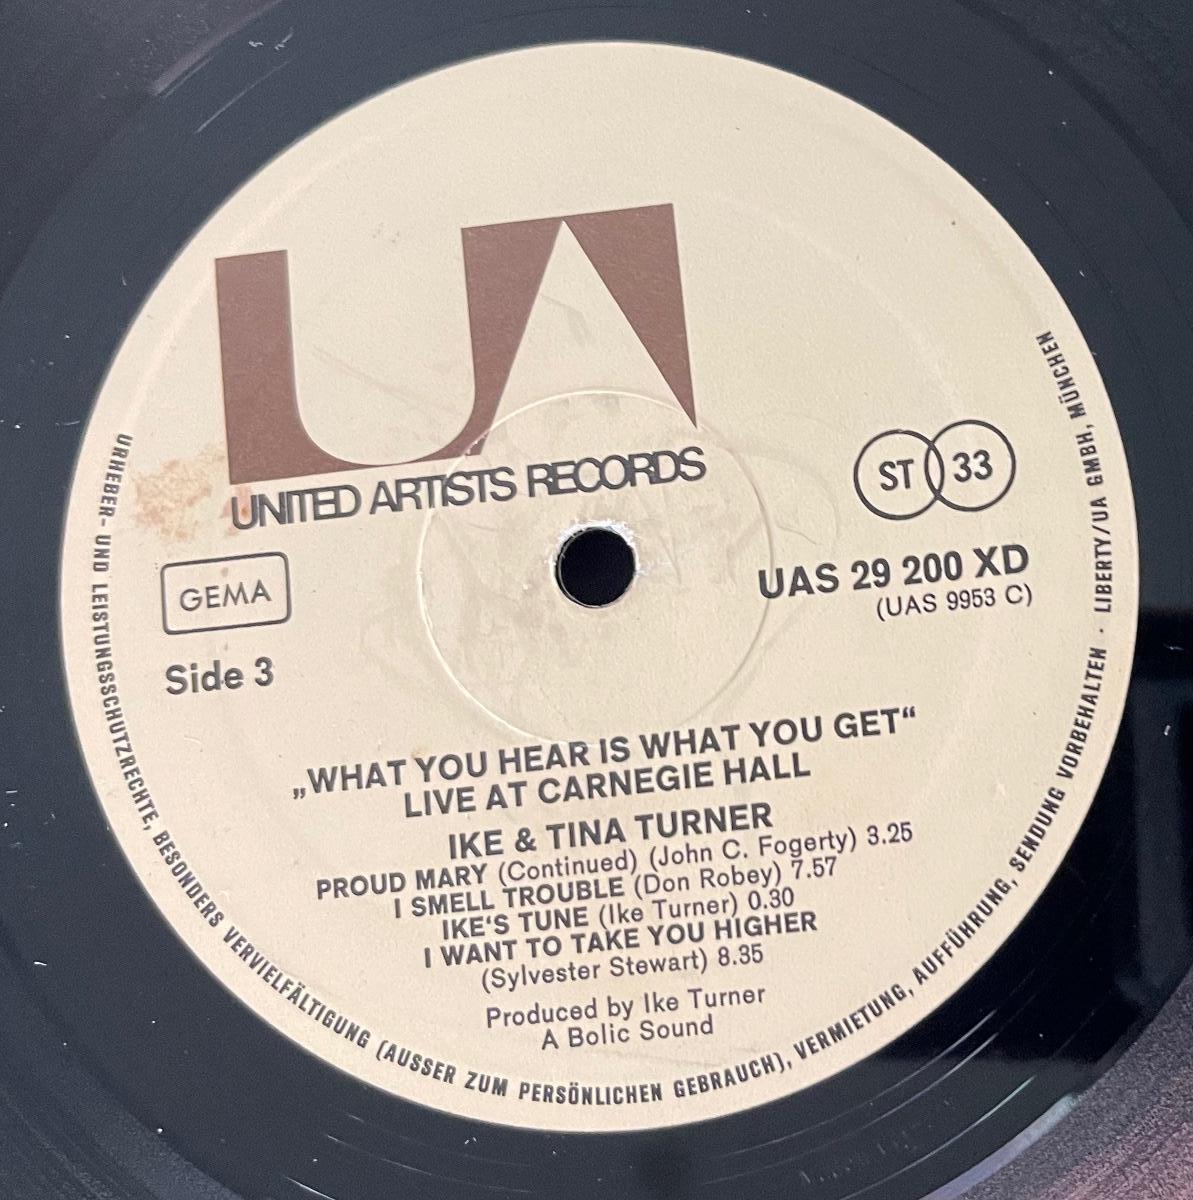 UA
UNITED ARTISTS RECORDS
ST 33
GEMA
UAS 29 200 XD
(UAS 9953 C)
Side 3
„WHAT YOU HEAR IS WHAT YOU GET“
LIVE AT CARNEGIE HALL
IKE & TINA TURNER
PROUD MARY (Continued) (John C. Fogerty) 3.25
I SMELL TROUBLE (Don Robey) 7.57
IKE'S TUNE (Ike Turner) 0.30
I WANT TO TAKE YOU HIGHER
(Sylvester Stewart) 8.35
Produced by Ike Turner
A Bolic Sound
URHEBER- UND LEISTUNGSSCHUTZRECHTE, BESONDERS VERVIELFÄLTIGUNG (AUSSER ZUM PERSÖNLICHEN GEBRAUCH), VERMIETUNG, AUFFÜHRUNG, SENDUNG VORBEHALTEN · LIBERTY/UA GMBH, MÜNCHEN